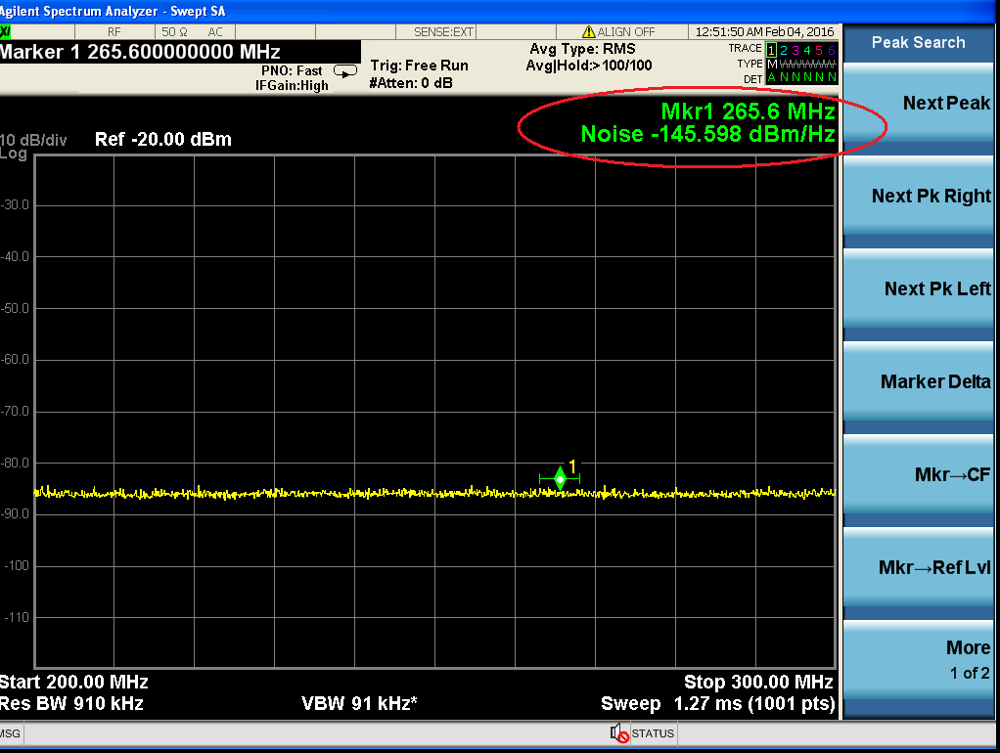 Agilent Spectrum Analyzer - Swept SA
XI RF 50 Ω AC SENSE:EXT ALIGN OFF 12:51:50 AM Feb 04, 2016
Marker 1 265.600000000 MHz
PNO: Fast
IFGain:High
Trig: Free Run
#Atten: 0 dB
Avg Type: RMS
Avg|Hold:>100/100
TRACE 1 2 3 4 5 6
TYPE M
DET A N N N N N
Mkr1 265.6 MHz
Noise -145.598 dBm/Hz
10 dB/div
Log
Ref -20.00 dBm
-30.0
-40.0
-50.0
-60.0
-70.0
-80.0
-90.0
-100
-110
1
Start 200.00 MHz
Stop 300.00 MHz
Res BW 910 kHz
VBW 91 kHz*
Sweep 1.27 ms (1001 pts)
MSG
STATUS
Peak Search
Next Peak
Next Pk Right
Next Pk Left
Marker Delta
Mkr→CF
Mkr→Ref Lvl
More
1 of 2